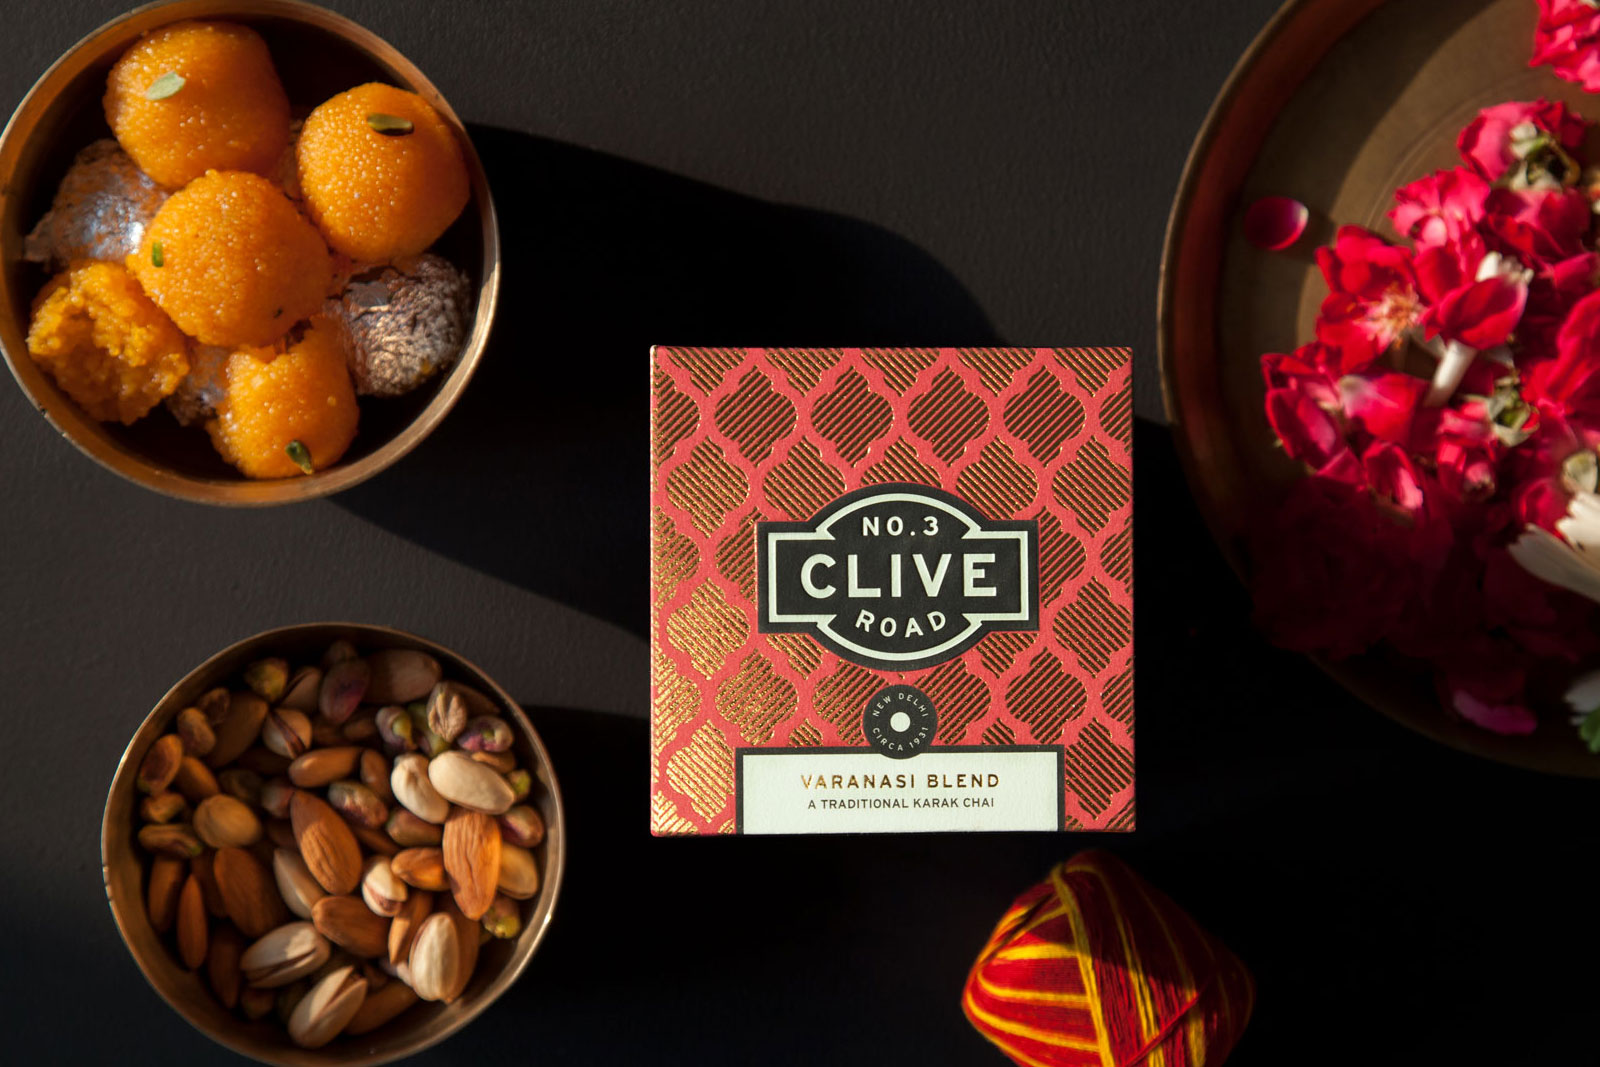 NO.3
CLIVE
ROAD
NEW DELHI
CIRCA 1931
VARANASI BLEND
A TRADITIONAL KARAK CHAI